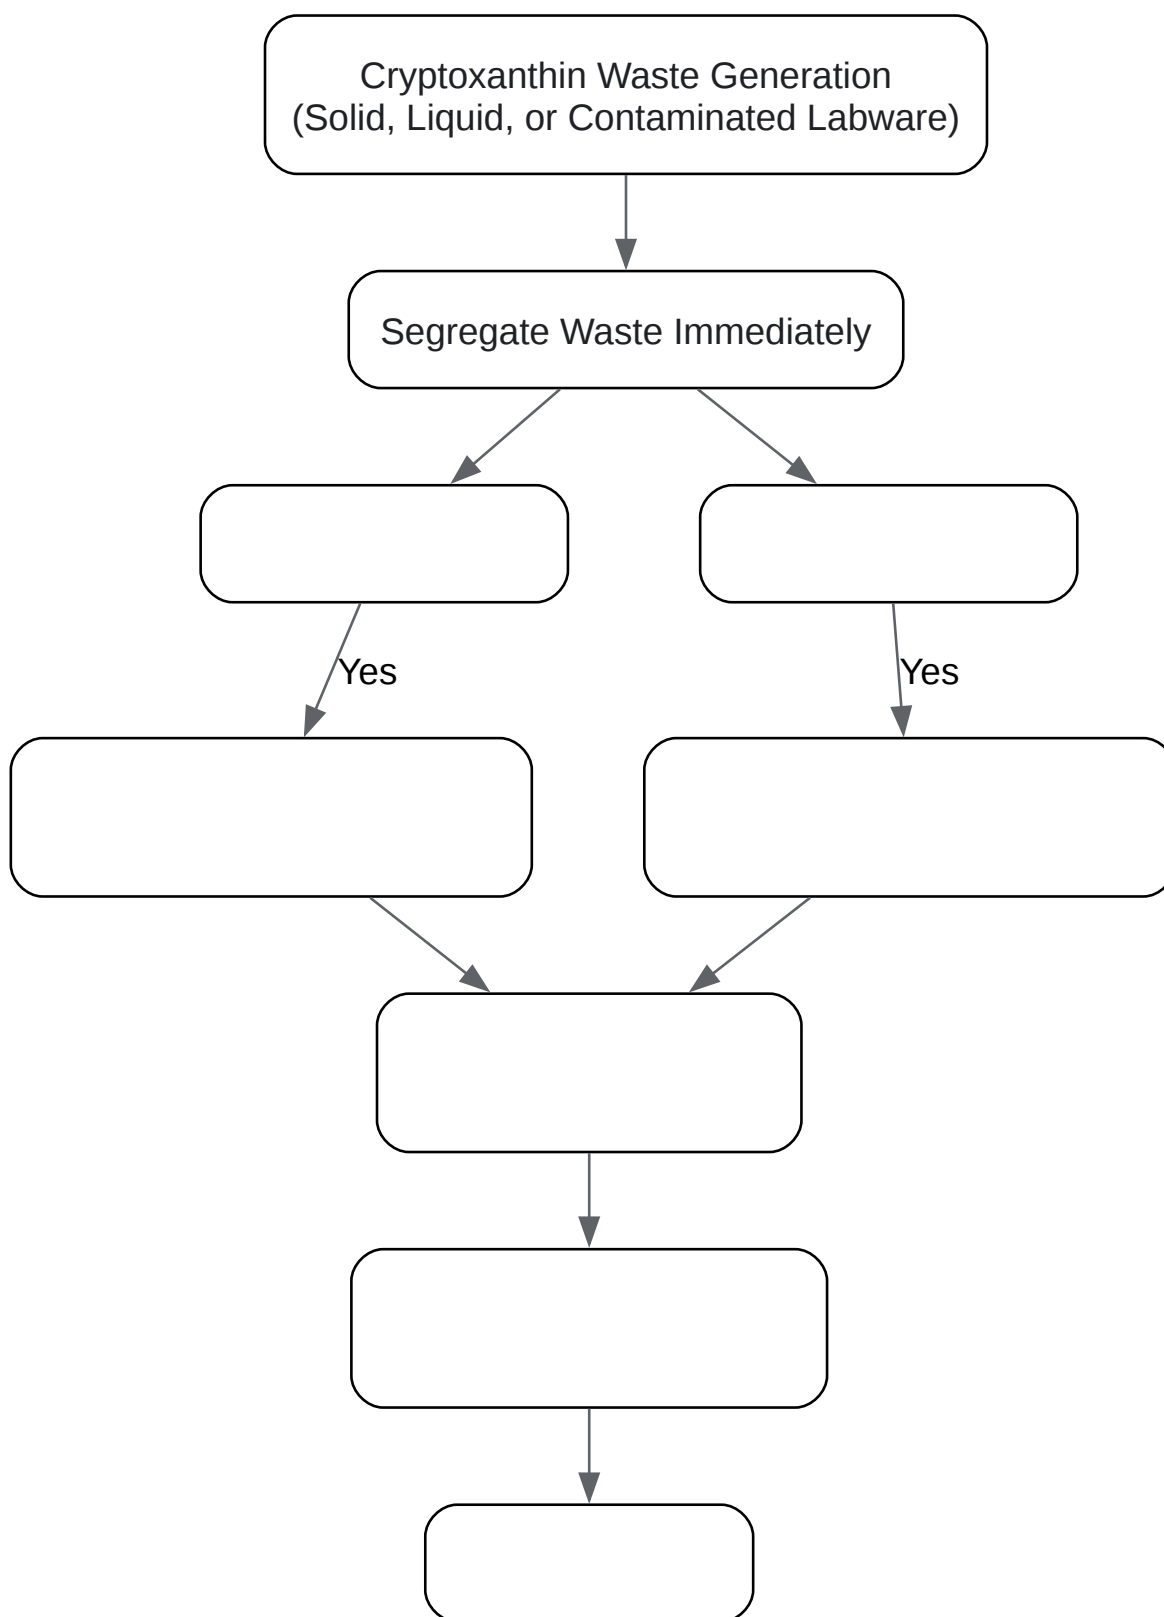 Cryptoxanthin Waste Generation
(Solid, Liquid, or Contaminated Labware)
Segregate Waste Immediately
Yes
Yes